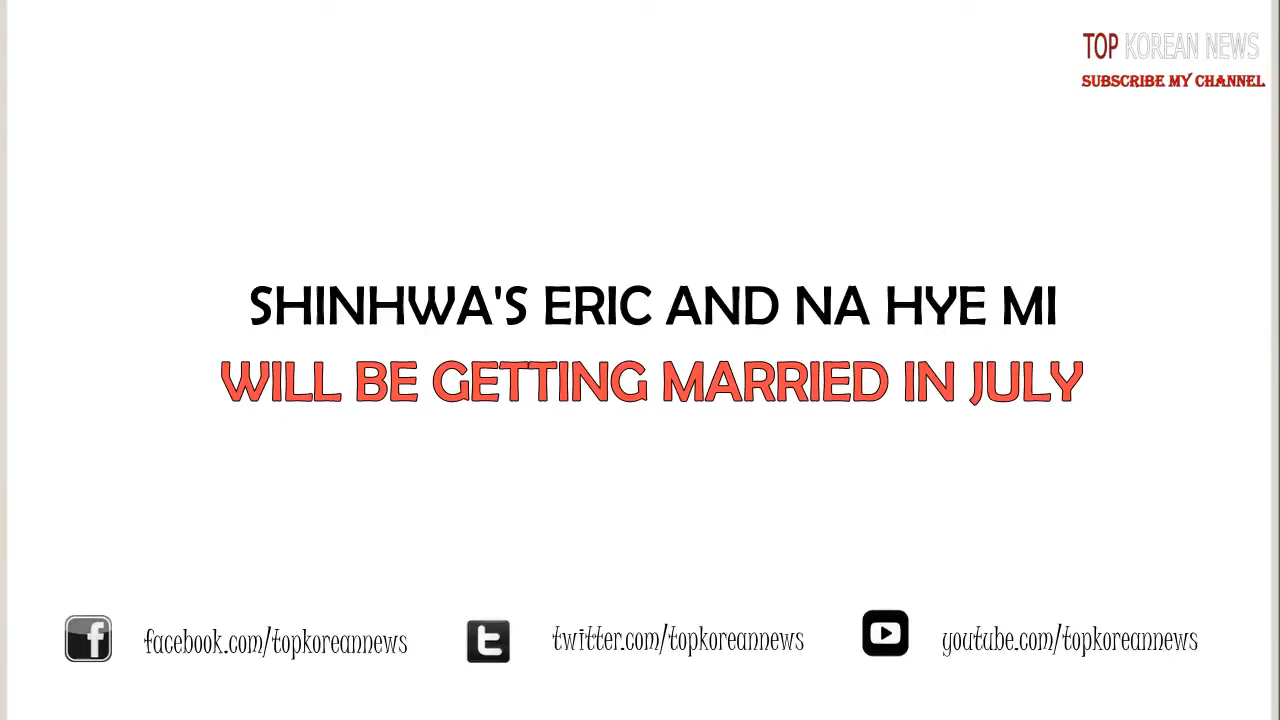 TOP KOREAN NEWS
SUBSCRIBE MY CHANNEL
SHINHWA'S ERIC AND NA HYE MI
WILL BE GETTING MARRIED IN JULY
facebook.com/topkoreannews
twitter.com/topkoreannews
youtube.com/topkoreannews